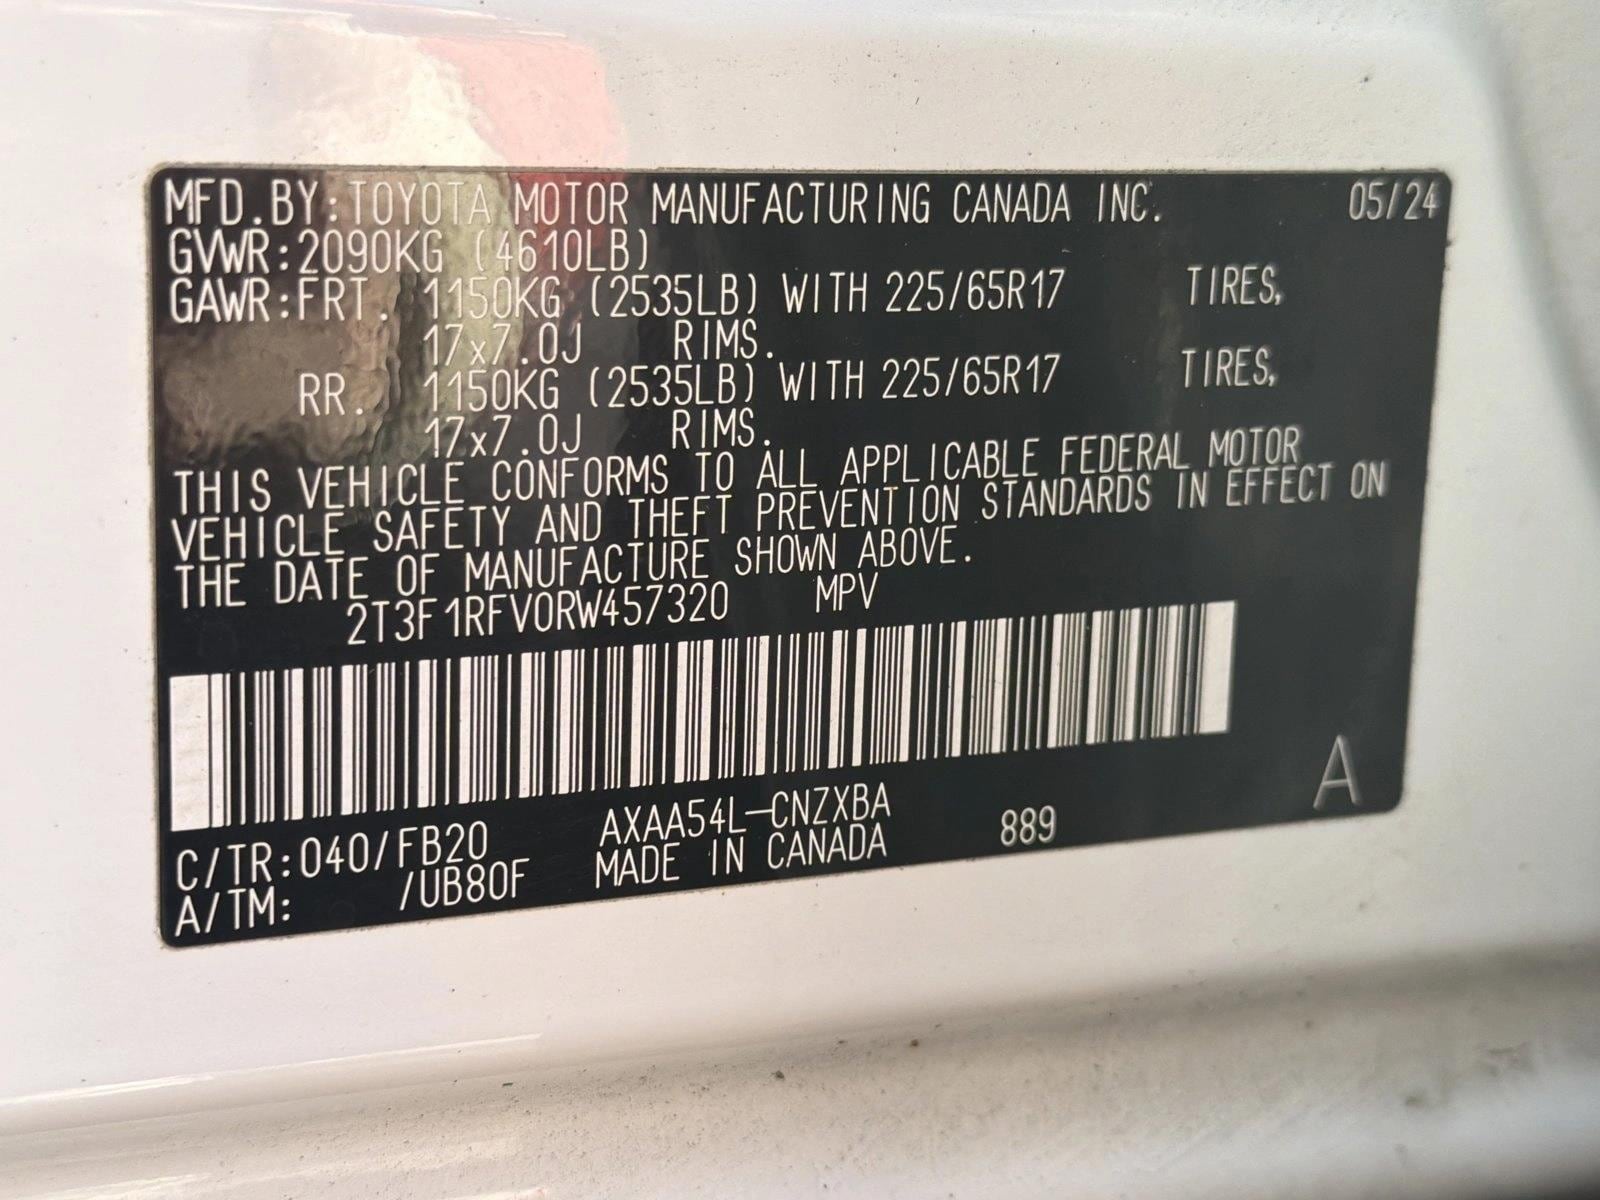 MFD.BY:TOYOTA MOTOR MANUFACTURING CANADA INC. 05/24
GVWR:2090KG (4610LB)
GAWR:FRT. 1150KG (2535LB) WITH 225/65R17 TIRES,
17x7.0J RIMS.
RR. 1150KG (2535LB) WITH 225/65R17 TIRES,
17x7.0J RIMS.
THIS VEHICLE CONFORMS TO ALL APPLICABLE FEDERAL MOTOR
VEHICLE SAFETY AND THEFT PREVENTION STANDARDS IN EFFECT ON
THE DATE OF MANUFACTURE SHOWN ABOVE.
2T3F1RFV0RW457320 MPV
A
C/TR:040/FB20 AXAA54L-CNZXBA
A/TM: /UB80F MADE IN CANADA 889